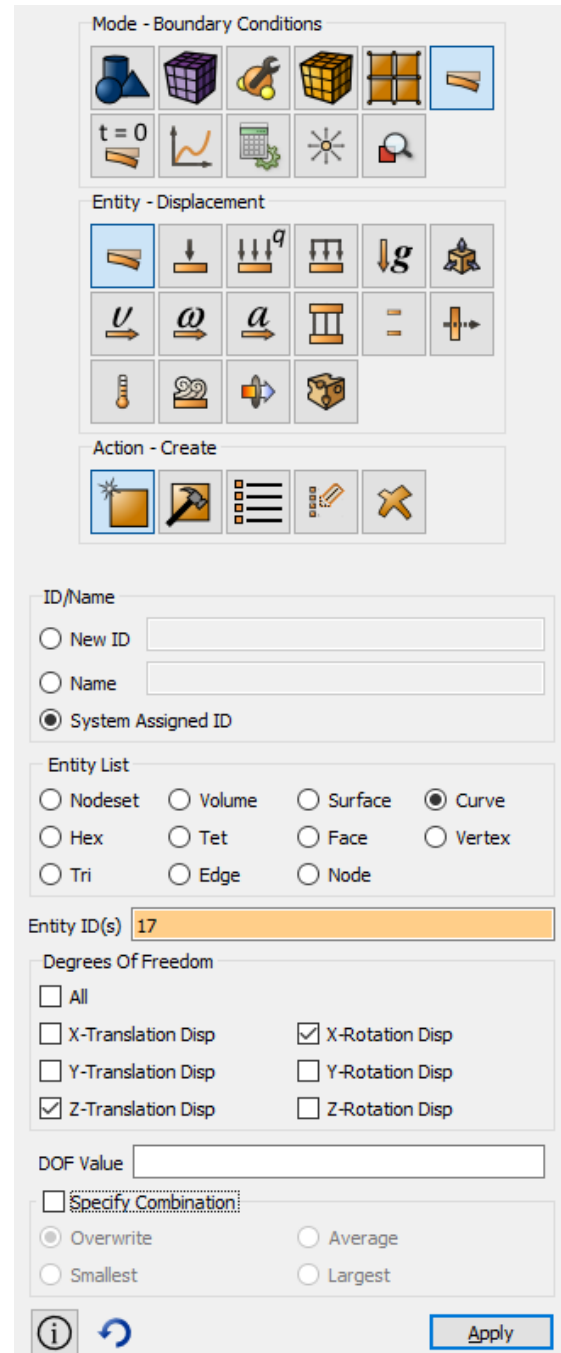 Mode - Boundary Conditions
t = 0
Entity - Displacement
q
g
υ ω a
Action - Create
ID/Name
New ID
Name
System Assigned ID
Entity List
Nodeset Volume Surface Curve
Hex Tet Face Vertex
Tri Edge Node
Entity ID(s) 17
Degrees Of Freedom
All
X-Translation Disp X-Rotation Disp
Y-Translation Disp Y-Rotation Disp
Z-Translation Disp Z-Rotation Disp
DOF Value
Specify Combination
Overwrite Average
Smallest Largest
Apply